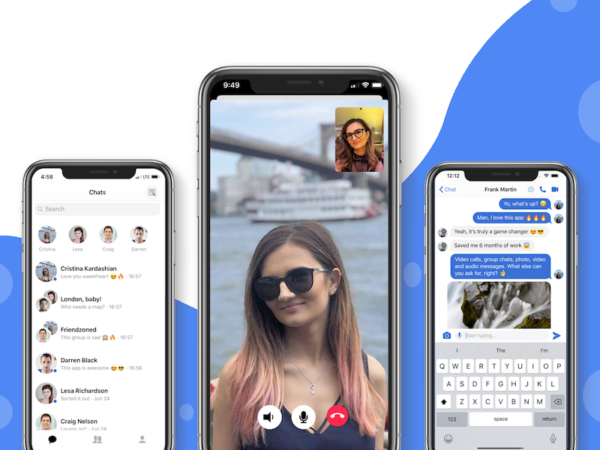 4:58
LTE
Chats
Search
Cristina
Lesa
Craig
Darren
Cristina Kardashian
Love you sweetheart 😍🔥 · 16:57
London, baby!
Who needs a map? · 16:57
Friendzoned
This group is sad 🙈🔥 · 16:57
Darren Black
This app is awesome 😍😎 · 16:56
Lesa Richardson
Sorted it out · Jun 24
Craig Nelson
Jun 24
9:49
12:12
Chat
Frank Martin
Yo, what's up? 😄
Man, I love this app 🔥🔥🔥
Yeah, it's truly a game changer 😍😎
Saved me 6 months of work 😱
Video calls, group chats, photo, video
and audio messages. What else can
you ask for, right? 👌
Start typing...
I The I'm
Q W E R T Y U I O P
A S D F G H J K L
Z X C V B N M
123 space return